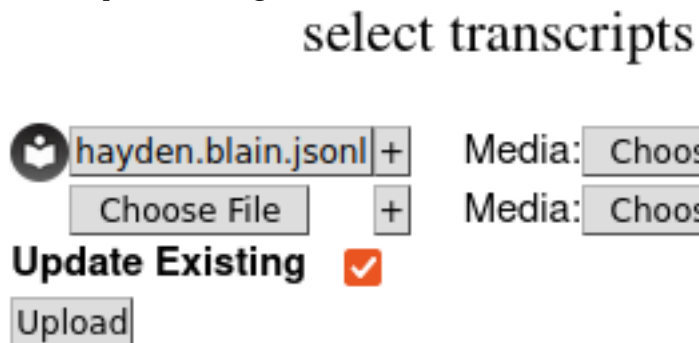 select transcripts
hayden.blain.jsonl + Media:
Choose File + Media:
Update Existing
Upload